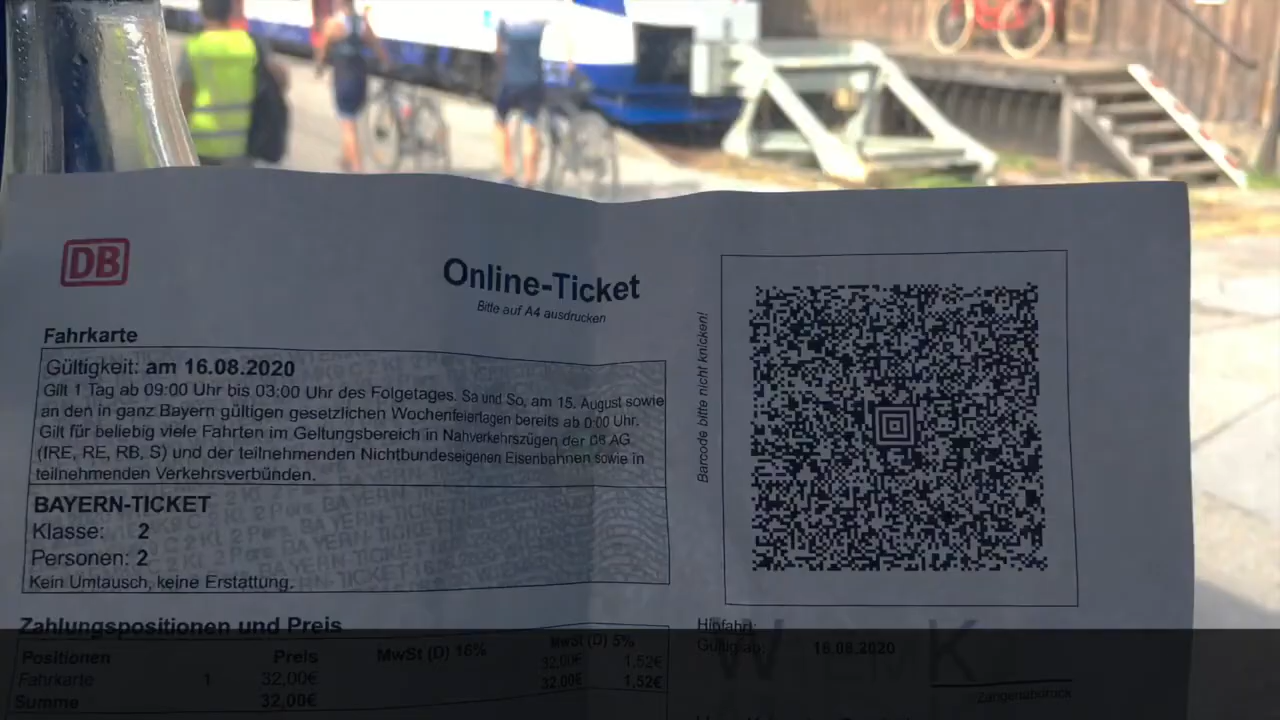 DB
Online-Ticket
Bitte auf A4 ausdrucken
Fahrkarte
Gültigkeit: am 16.08.2020
Gilt 1 Tag ab 09:00 Uhr bis 03:00 Uhr des Folgetages. Sa und So, am 15. August sowie
an den in ganz Bayern gültigen gesetzlichen Wochenfeiertagen bereits ab 0:00 Uhr.
Gilt für beliebig viele Fahrten im Geltungsbereich in Nahverkehrszügen der DB AG
(IRE, RE, RB, S) und der teilnehmenden Nichtbundeseigenen Eisenbahnen sowie in
teilnehmenden Verkehrsverbünden.
BAYERN-TICKET
Klasse: 2
Personen: 2
Kein Umtausch, keine Erstattung.
Barcode bitte nicht knicken!
Zahlungspositionen und Preis
Positionen Preis MwSt (D) 16% MwSt (D) 5%
Fahrkarte 1 32,00€ 32,00€ 1,52€
Summe 32,00€ 32,00€ 1,52€
Hinfahrt:
Gültig ab: 16.08.2020
Zangenabdruck